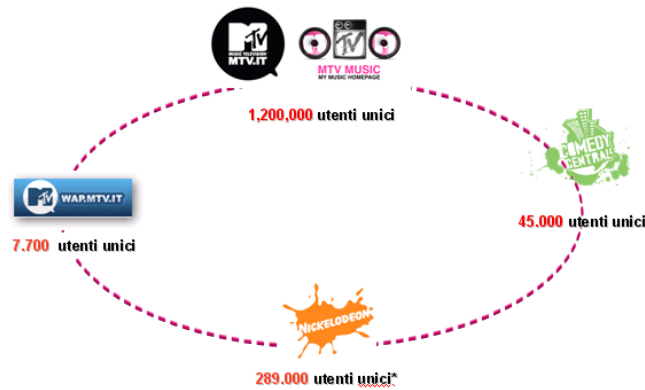 MUSIC TELEVISION
MTV.IT
MTV MUSIC
MY MUSIC HOMEPAGE
1,200,000 utenti unici
COMEDY
CENTRAL
45.000 utenti unici
WAP.MTV.IT
7.700 utenti unici
NICKELODEON
289.000 utenti unici*